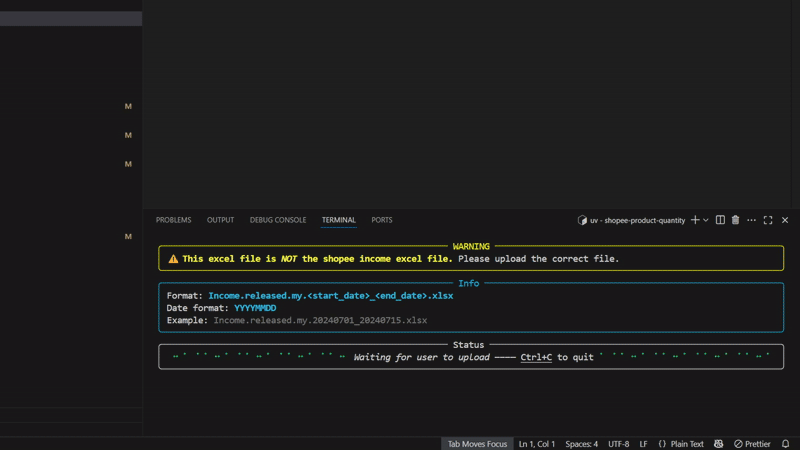 M
M
M
M
PROBLEMS OUTPUT DEBUG CONSOLE TERMINAL PORTS uv - shopee-product-quantity
WARNING
⚠ This excel file is NOT the shopee income excel file. Please upload the correct file.
Info
Format: Income.released.my.<start_date>_<end_date>.xlsx
Date format: YYYYMMDD
Example: Income.released.my.20240701_20240715.xlsx
Status
Waiting for user to upload —— Ctrl+C to quit
Tab Moves Focus Ln 1, Col 1 Spaces: 4 UTF-8 LF {} Plain Text Prettier